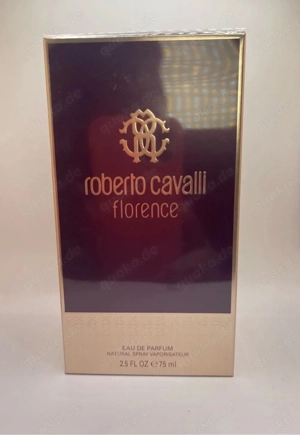 roberto cavalli
florence
EAU DE PARFUM
NATURAL SPRAY VAPORISATEUR
2.5 FL OZ ℮ 75 ml